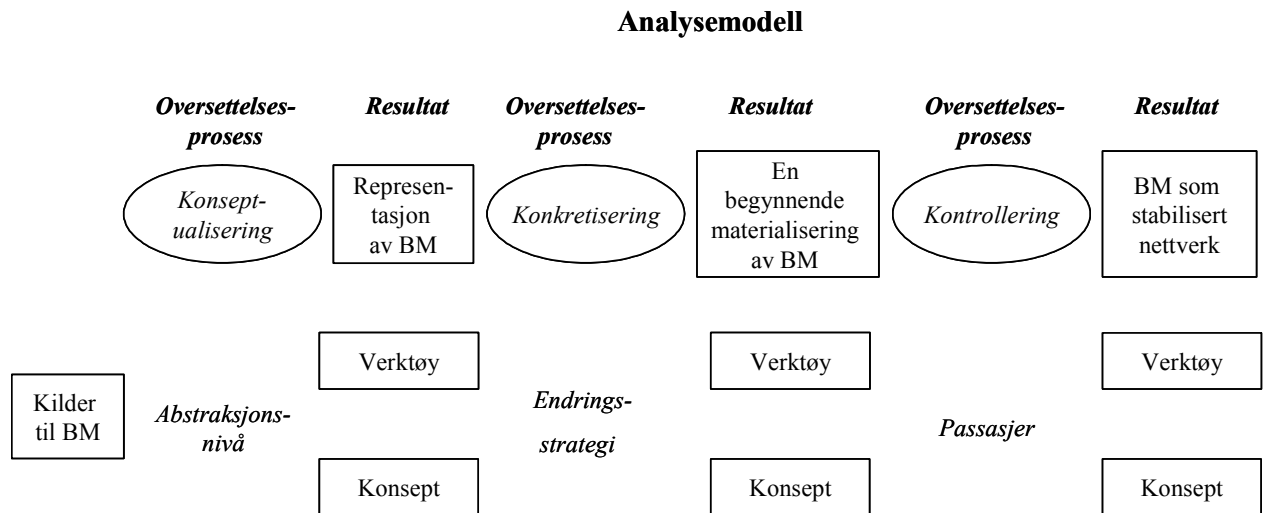 Analysemodell
Oversettelses-
prosess
Resultat
Oversettelses-
prosess
Resultat
Oversettelses-
prosess
Resultat
Konsept-
ualisering
Represen-
tasjon
av BM
Konkretisering
En
begynnende
materialisering
av BM
Kontrollering
BM som
stabilisert
nettverk
Kilder
til BM
Abstraksjons-
nivå
Verktøy
Konsept
Endrings-
strategi
Verktøy
Konsept
Passasjer
Verktøy
Konsept